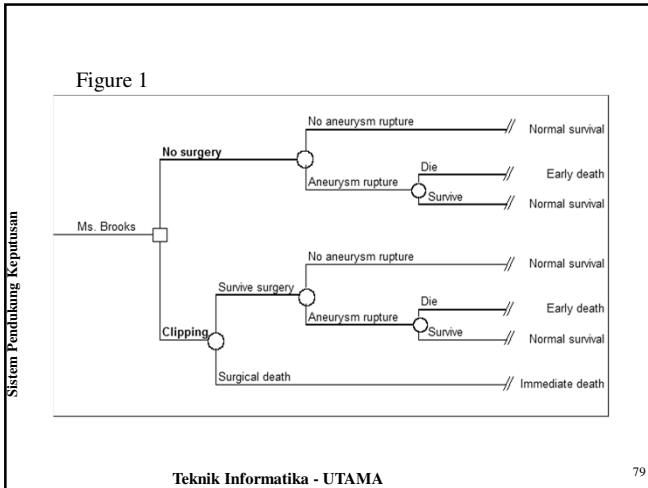 Figure 1
No aneurysm rupture
Normal survival
No surgery
Die
Early death
Aneurysm rupture
Survive
Normal survival
Ms. Brooks
No aneurysm rupture
Normal survival
Survive surgery
Die
Early death
Aneurysm rupture
Clipping
Survive
Normal survival
Surgical death
Immediate death
Sistem Pendukung Keputusan
Teknik Informatika - UTAMA
79